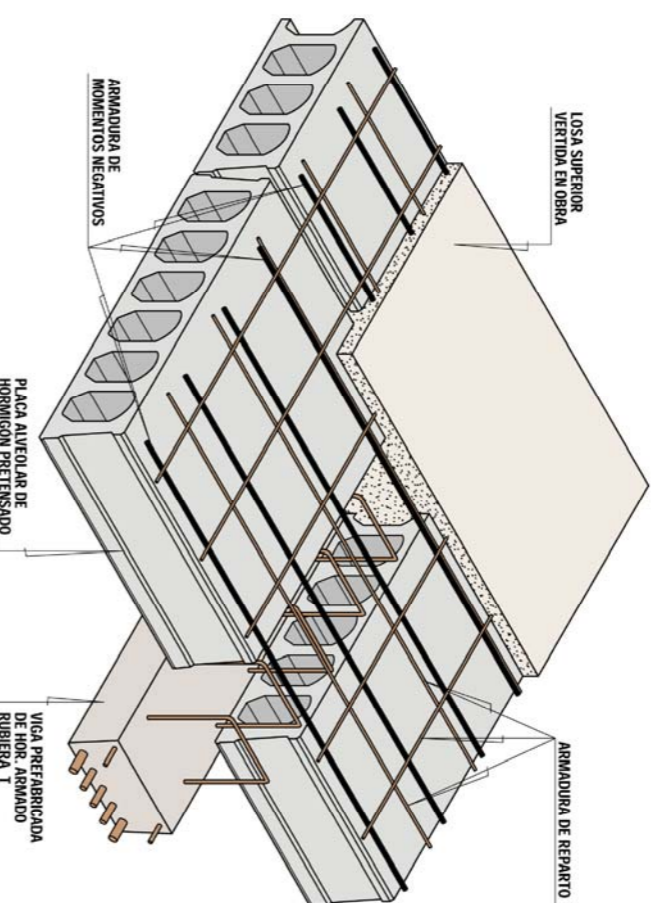 LOSA SUPERIOR
VERTIDA EN OBRA
ARMADURA DE
MOMENTOS NEGATIVOS
ARMADURA DE REPARTO
PLACA ALVEOLAR DE
HORMIGÓN PRETENSADO
VIGA PREFABRICADA
DE HOR. ARMADO
RUBIERA T